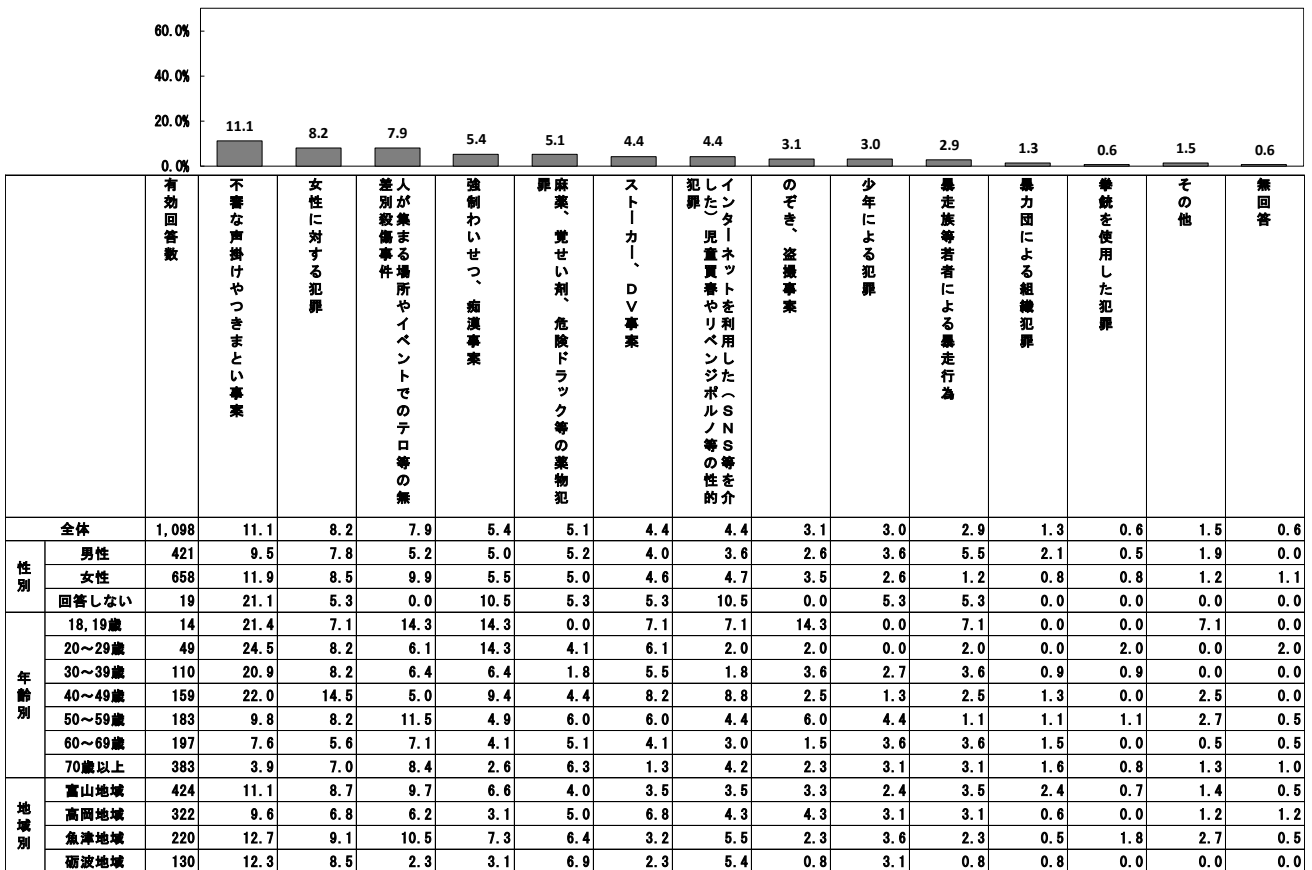 60.0%
40.0%
20.0%
0.0%
11.1 8.2 7.9 5.4 5.1 4.4 4.4 3.1 3.0 2.9 1.3 0.6 1.5 0.6
有効回答数
不審な声掛けやつきまとい事案
女性に対する犯罪
人が集まる場所やイベントでのテロ等の無
差別殺傷事件
強制わいせつ、痴漢事案
麻薬、覚せい剤、危険ドラック等の薬物犯
罪
ストーカー、DV事案
インターネットを利用した（SNS等を介
した）児童買春やリベンジポルノ等の性的
犯罪
のぞき、盗撮事案
少年による犯罪
暴走族等若者による暴走行為
暴力団による組織犯罪
拳銃を使用した犯罪
その他
無回答
全体 1,098 11.1 8.2 7.9 5.4 5.1 4.4 4.4 3.1 3.0 2.9 1.3 0.6 1.5 0.6
性別
男性 421 9.5 7.8 5.2 5.0 5.2 4.0 3.6 2.6 3.6 5.5 2.1 0.5 1.9 0.0
女性 658 11.9 8.5 9.9 5.5 5.0 4.6 4.7 3.5 2.6 1.2 0.8 0.8 1.2 1.1
回答しない 19 21.1 5.3 0.0 10.5 5.3 5.3 10.5 0.0 5.3 5.3 0.0 0.0 0.0 0.0
年齢別
18,19歳 14 21.4 7.1 14.3 14.3 0.0 7.1 7.1 14.3 0.0 7.1 0.0 0.0 7.1 0.0
20～29歳 49 24.5 8.2 6.1 14.3 4.1 6.1 2.0 2.0 0.0 2.0 0.0 2.0 0.0 2.0
30～39歳 110 20.9 8.2 6.4 6.4 1.8 5.5 1.8 3.6 2.7 3.6 0.9 0.9 0.0 0.0
40～49歳 159 22.0 14.5 5.0 9.4 4.4 8.2 8.8 2.5 1.3 2.5 1.3 0.0 2.5 0.0
50～59歳 183 9.8 8.2 11.5 4.9 6.0 6.0 4.4 6.0 4.4 1.1 1.1 1.1 2.7 0.5
60～69歳 197 7.6 5.6 7.1 4.1 5.1 4.1 3.0 1.5 3.6 3.6 1.5 0.0 0.5 0.5
70歳以上 383 3.9 7.0 8.4 2.6 6.3 1.3 4.2 2.3 3.1 3.1 1.6 0.8 1.3 1.0
地域別
富山地域 424 11.1 8.7 9.7 6.6 4.0 3.5 3.5 3.3 2.4 3.5 2.4 0.7 1.4 0.5
高岡地域 322 9.6 6.8 6.2 3.1 5.0 6.8 4.3 4.3 3.1 3.1 0.6 0.0 1.2 1.2
魚津地域 220 12.7 9.1 10.5 7.3 6.4 3.2 5.5 2.3 3.6 2.3 0.5 1.8 2.7 0.5
砺波地域 130 12.3 8.5 2.3 3.1 6.9 2.3 5.4 0.8 3.1 0.8 0.8 0.0 0.0 0.0